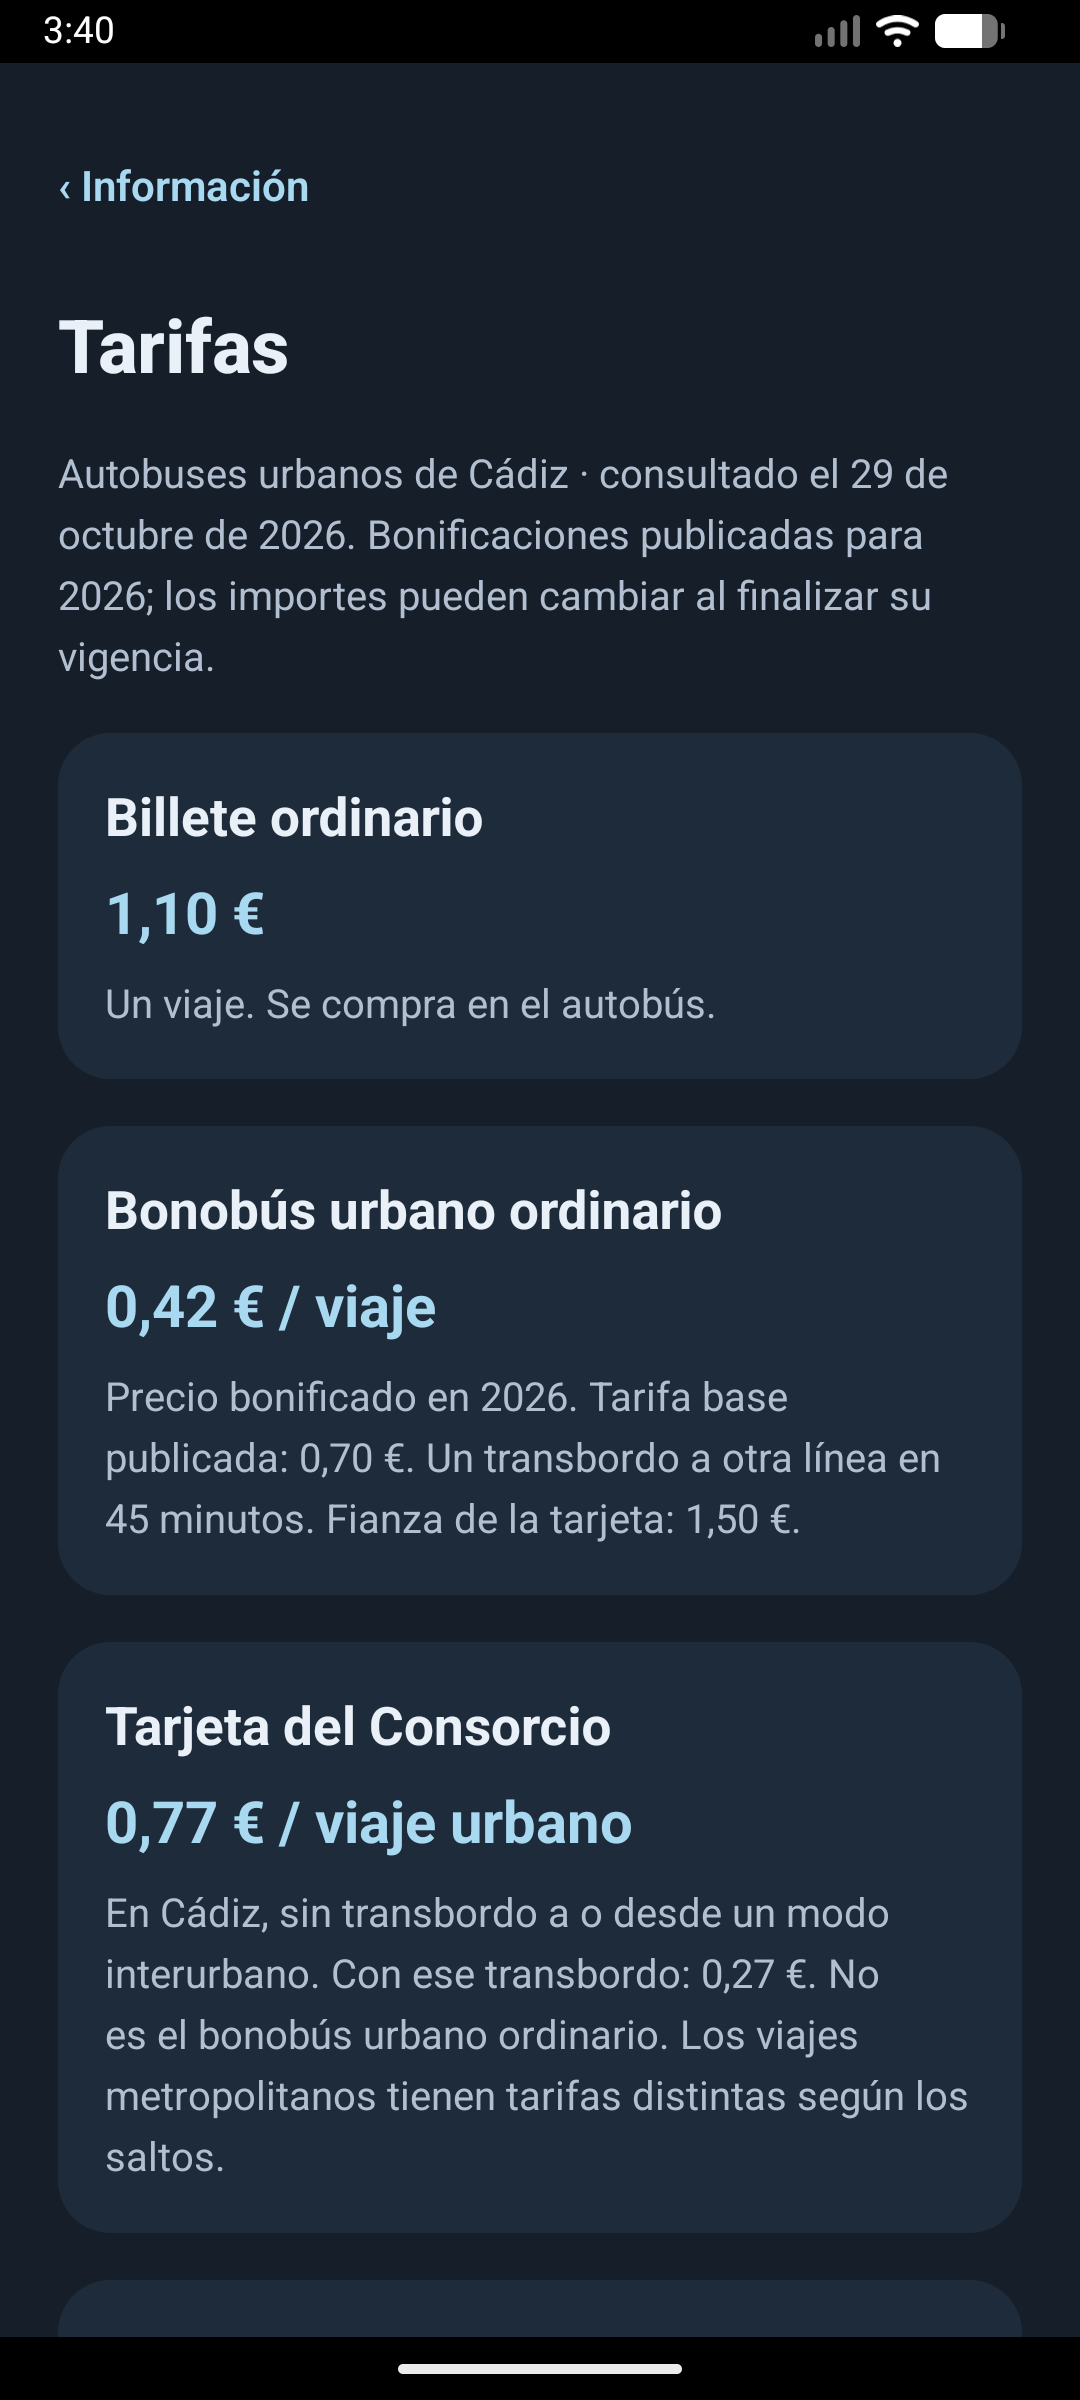 3:40
‹ Información
Tarifas
Autobuses urbanos de Cádiz · consultado el 29 de
octubre de 2026. Bonificaciones publicadas para
2026; los importes pueden cambiar al finalizar su
vigencia.
Billete ordinario
1,10 €
Un viaje. Se compra en el autobús.
Bonobús urbano ordinario
0,42 € / viaje
Precio bonificado en 2026. Tarifa base
publicada: 0,70 €. Un transbordo a otra línea en
45 minutos. Fianza de la tarjeta: 1,50 €.
Tarjeta del Consorcio
0,77 € / viaje urbano
En Cádiz, sin transbordo a o desde un modo
interurbano. Con ese transbordo: 0,27 €. No
es el bonobús urbano ordinario. Los viajes
metropolitanos tienen tarifas distintas según los
saltos.